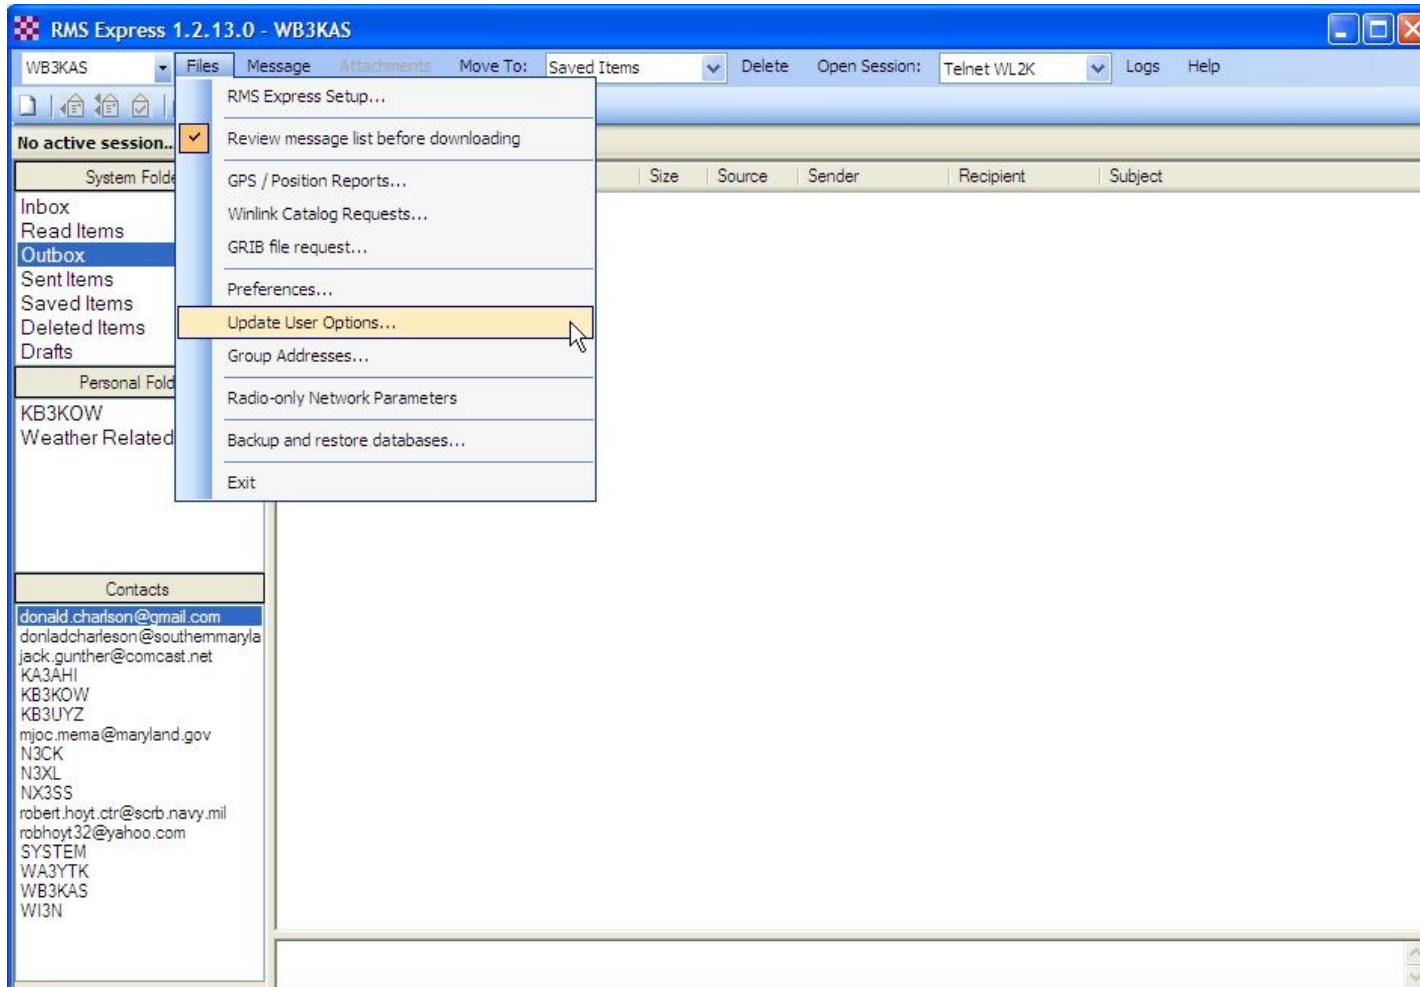 RMS Express 1.2.13.0 - WB3KAS
WB3KAS Files Message Attachments Move To: Saved Items Delete Open Session: Telnet WL2K Logs Help
RMS Express Setup...
No active session..
Review message list before downloading
GPS / Position Reports...
Winlink Catalog Requests...
GRIB file request...
Preferences...
Update User Options...
Group Addresses...
Radio-only Network Parameters
Backup and restore databases...
Exit
System Folde
Size Source Sender Recipient Subject
Inbox
Read Items
Outbox
Sent Items
Saved Items
Deleted Items
Drafts
Personal Fold
KB3KOW
Weather Related
Contacts
donald.charlson@gmail.com
donladcharleson@southernmaryla
jack.gunther@comcast.net
KA3AHI
KB3KOW
KB3UYZ
mjoc.mema@maryland.gov
N3CK
N3XL
NX3SS
robert.hoyt.ctr@scrb.navy.mil
robhoyt32@yahoo.com
SYSTEM
WA3YTK
WB3KAS
WI3N